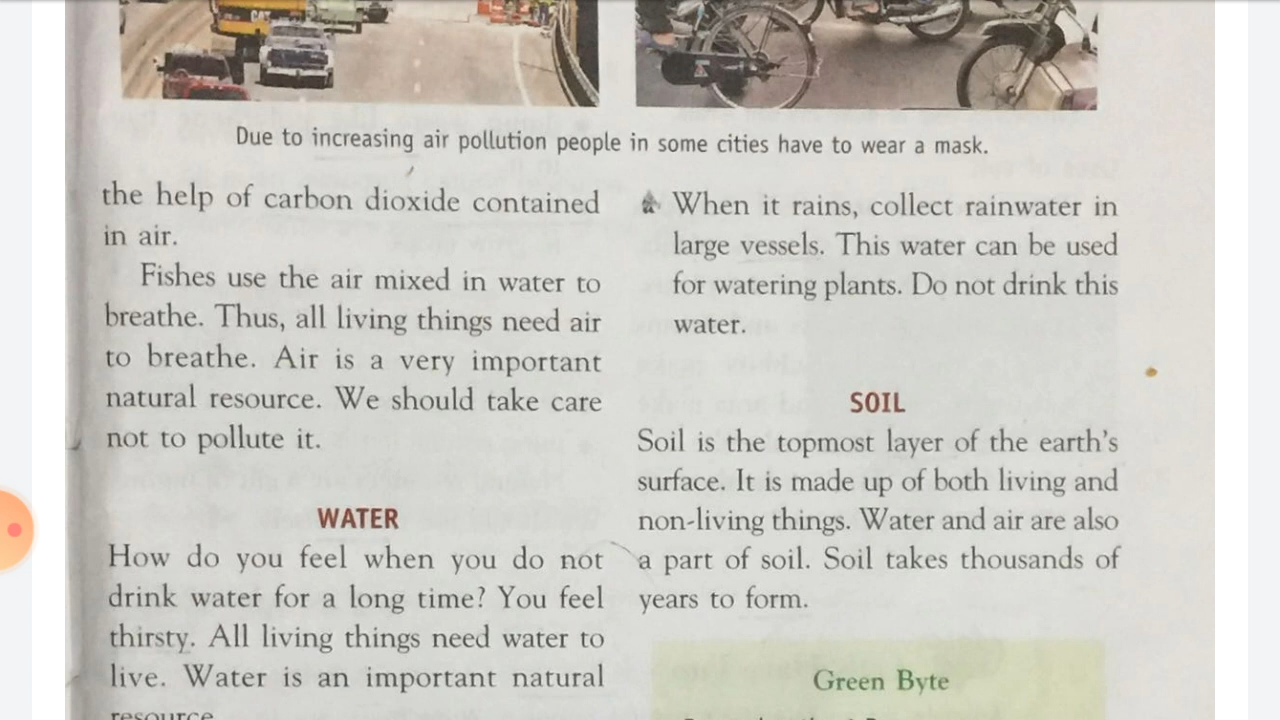 Due to increasing air pollution people in some cities have to wear a mask.
the help of carbon dioxide contained
in air.
Fishes use the air mixed in water to
breathe. Thus, all living things need air
to breathe. Air is a very important
natural resource. We should take care
not to pollute it.
WATER
How do you feel when you do not
drink water for a long time? You feel
thirsty. All living things need water to
live. Water is an important natural
resource
When it rains, collect rainwater in
large vessels. This water can be used
for watering plants. Do not drink this
water.
SOIL
Soil is the topmost layer of the earth's
surface. It is made up of both living and
non-living things. Water and air are also
a part of soil. Soil takes thousands of
years to form.
Green Byte